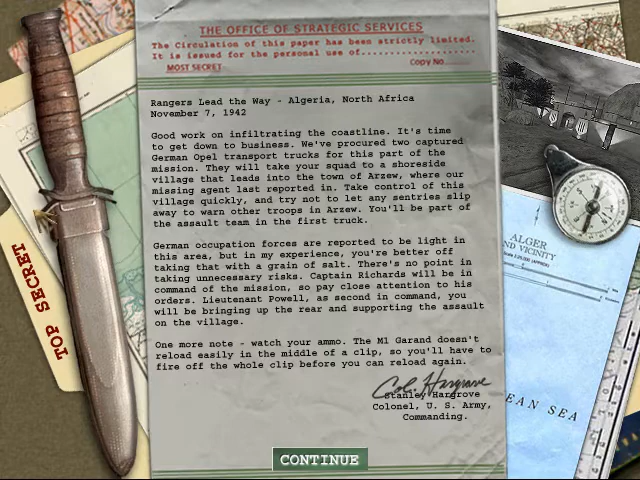 THE OFFICE OF STRATEGIC SERVICES
The Circulation of this paper has been strictly limited.
It is issued for the personal use of....................
MOST SECRET
Copy No......
Rangers Lead the Way - Algeria, North Africa
November 7, 1942
Good work on infiltrating the coastline. It's time
to get down to business. We've procured two captured
German Opel transport trucks for this part of the
mission. They will take your squad to a shoreside
village that leads into the town of Arzew, where our
missing agent last reported in. Take control of this
village quickly, and try not to let any sentries slip
away to warn other troops in Arzew. You'll be part of
the assault team in the first truck.
German occupation forces are reported to be light in
this area, but in my experience, you're better off
taking that with a grain of salt. There's no point in
taking unnecessary risks. Captain Richards will be in
command of the mission, so pay close attention to his
orders. Lieutenant Powell, as second in command, you
will be bringing up the rear and supporting the assault
on the village.
One more note - watch your ammo. The M1 Garand doesn't
reload easily in the middle of a clip, so you'll have to
fire off the whole clip before you can reload again.
Col. Hargrove
Stanley Hargrove
Colonel, U. S. Army,
Commanding.
CONTINUE
TOP SECRET
ALGER
ND VICINITY
EAN SEA